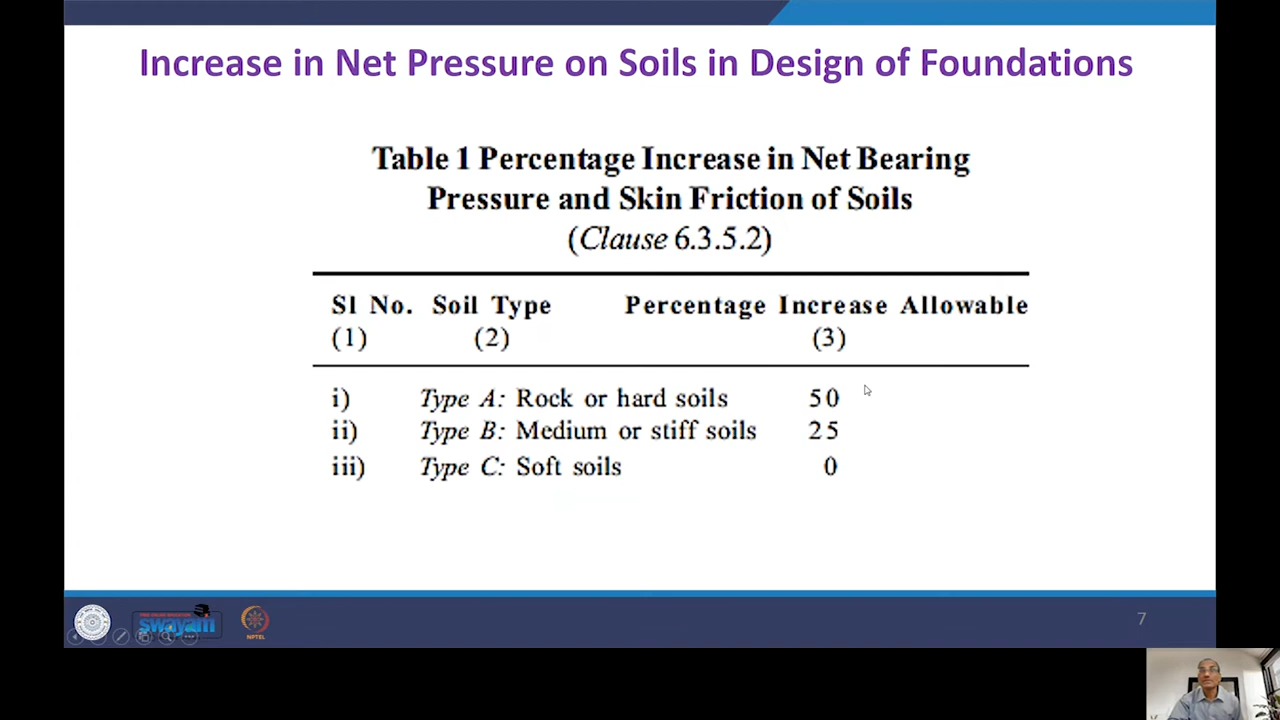 Increase in Net Pressure on Soils in Design of Foundations
Table 1 Percentage Increase in Net Bearing
Pressure and Skin Friction of Soils
(Clause 6.3.5.2)
Sl No. Soil Type Percentage Increase Allowable
(1) (2) (3)
i) Type A: Rock or hard soils 50
ii) Type B: Medium or stiff soils 25
iii) Type C: Soft soils 0
swayam
NPTEL
7